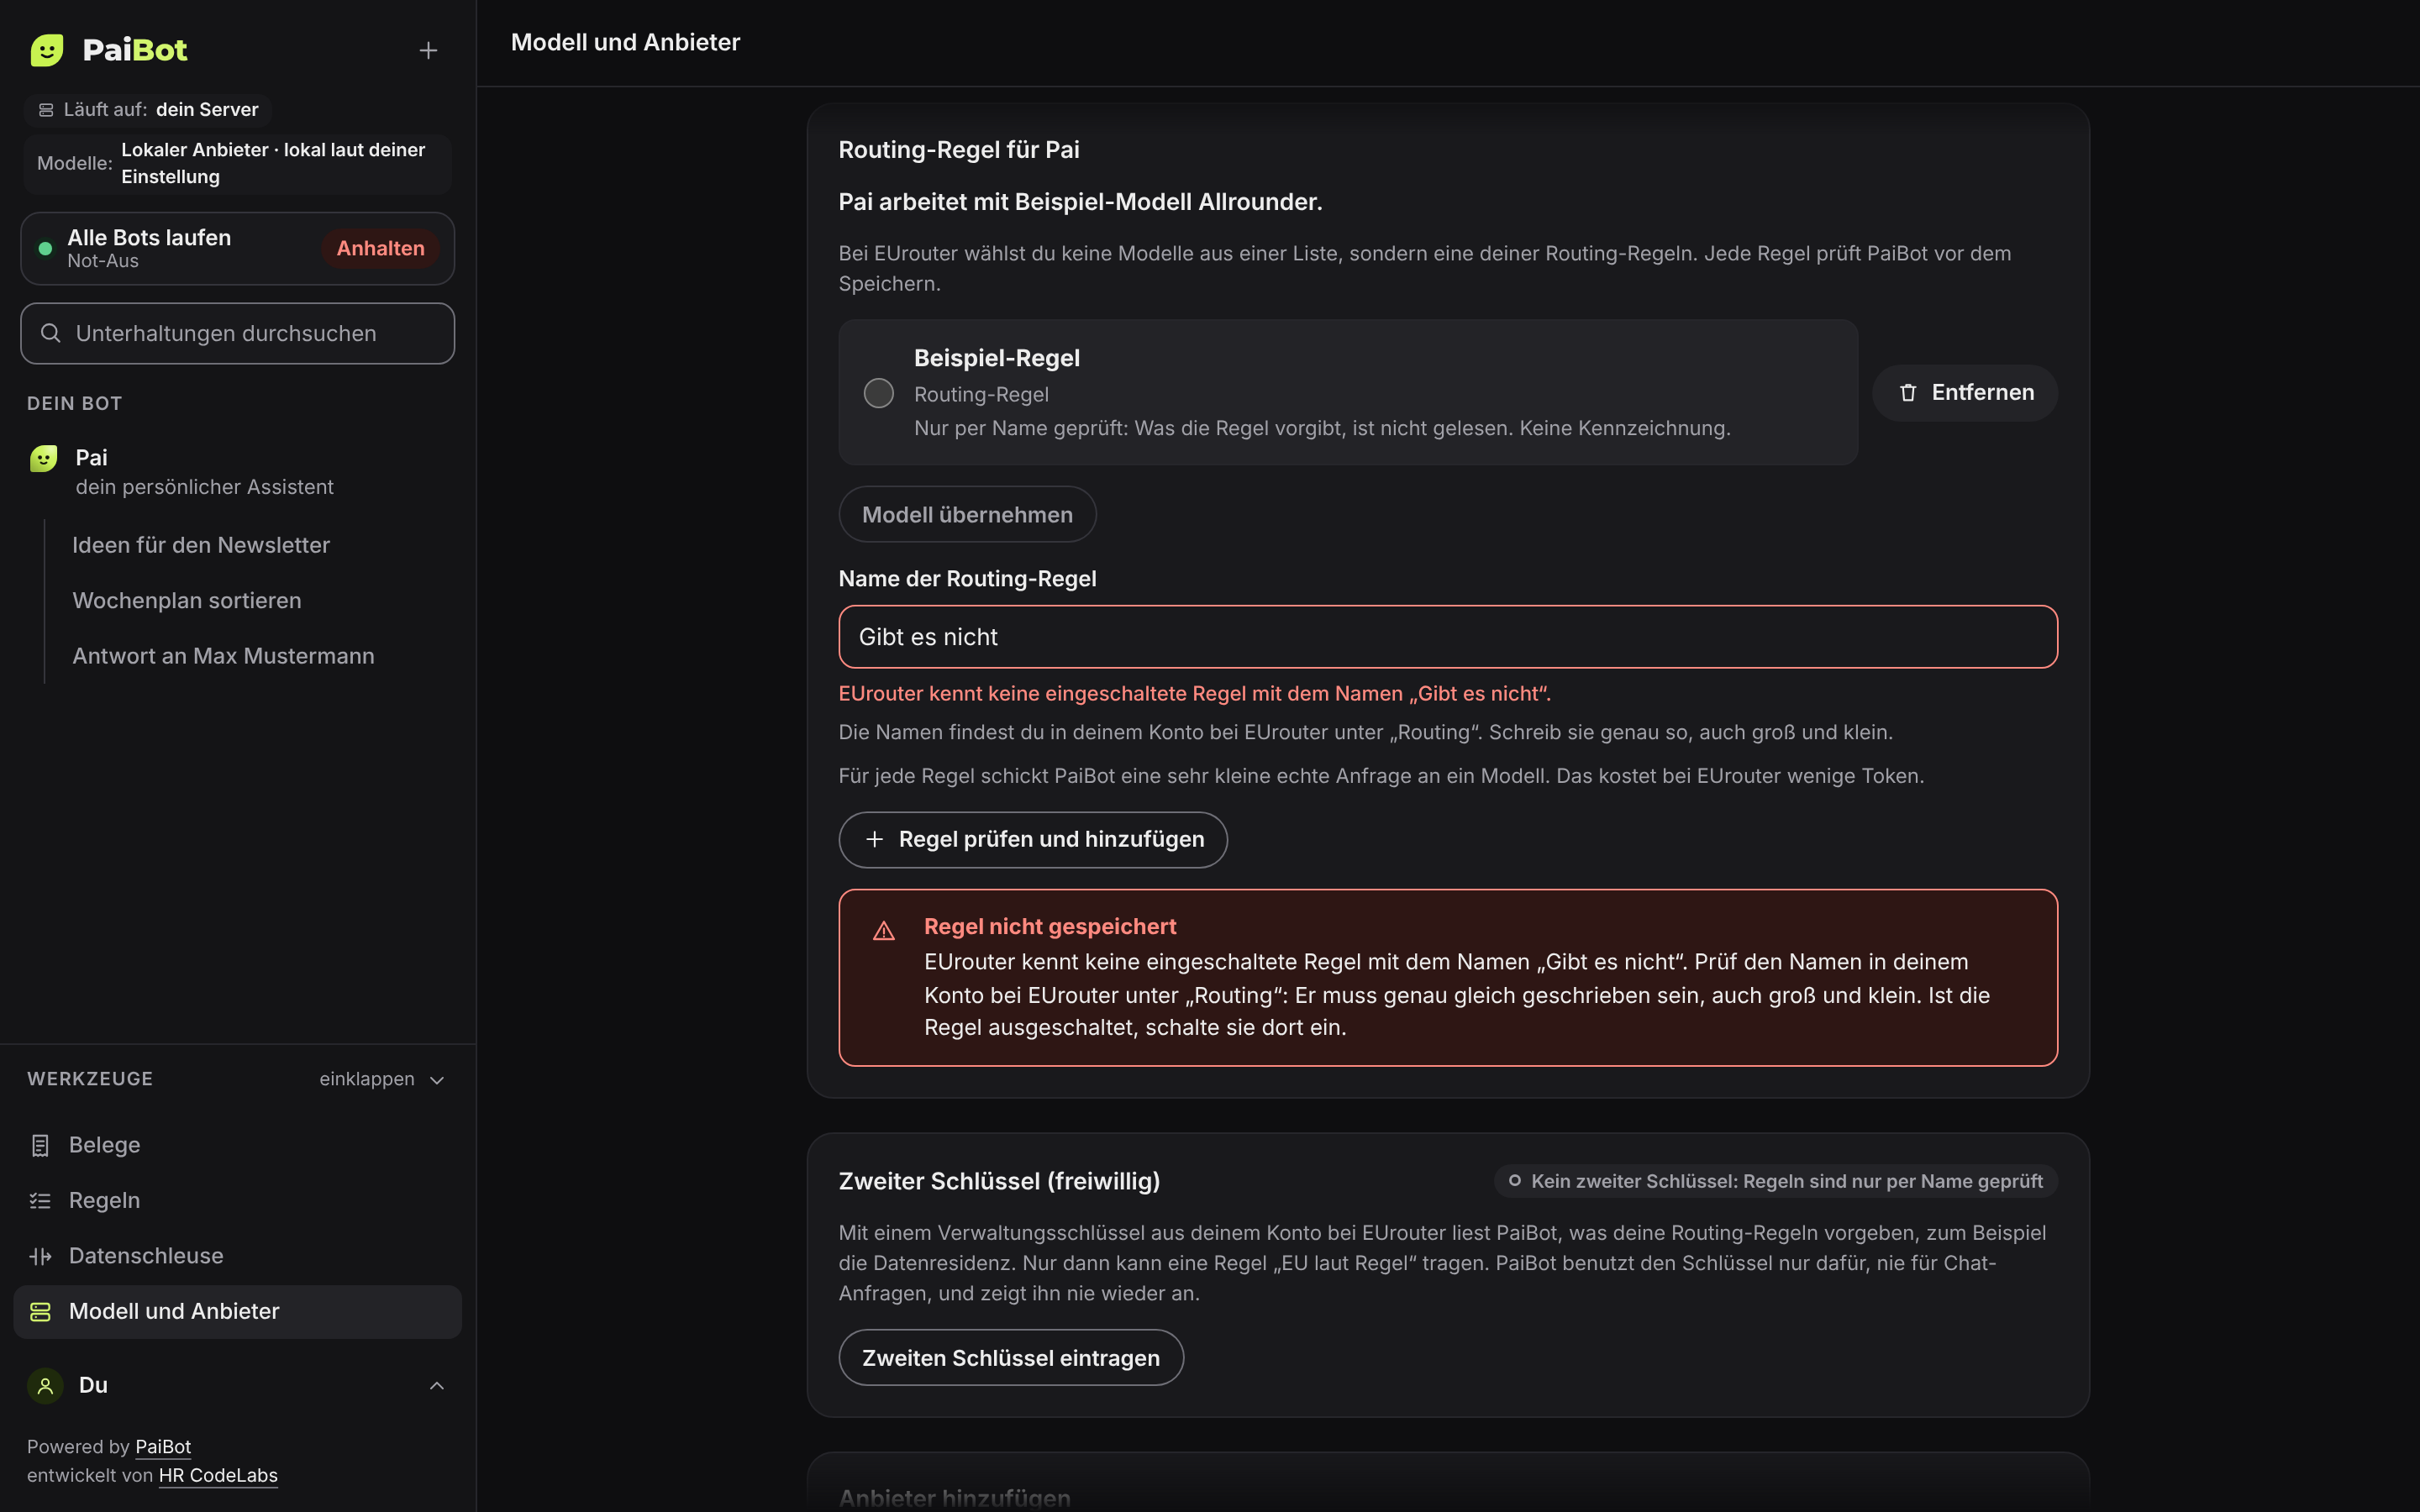 PaiBot
Läuft auf: dein Server
Modelle: Lokaler Anbieter · lokal laut deiner
Einstellung
Alle Bots laufen
Not-Aus
Anhalten
Unterhaltungen durchsuchen
DEIN BOT
Pai
dein persönlicher Assistent
Ideen für den Newsletter
Wochenplan sortieren
Antwort an Max Mustermann
WERKZEUGE
einklappen
Belege
Regeln
Datenschleuse
Modell und Anbieter
Du
Powered by PaiBot
entwickelt von HR CodeLabs
Modell und Anbieter
Routing-Regel für Pai
Pai arbeitet mit Beispiel-Modell Allrounder.
Bei EUrouter wählst du keine Modelle aus einer Liste, sondern eine deiner Routing-Regeln. Jede Regel prüft PaiBot vor dem
Speichern.
Beispiel-Regel
Routing-Regel
Nur per Name geprüft: Was die Regel vorgibt, ist nicht gelesen. Keine Kennzeichnung.
Entfernen
Modell übernehmen
Name der Routing-Regel
Gibt es nicht
EUrouter kennt keine eingeschaltete Regel mit dem Namen „Gibt es nicht“.
Die Namen findest du in deinem Konto bei EUrouter unter „Routing“. Schreib sie genau so, auch groß und klein.
Für jede Regel schickt PaiBot eine sehr kleine echte Anfrage an ein Modell. Das kostet bei EUrouter wenige Token.
Regel prüfen und hinzufügen
Regel nicht gespeichert
EUrouter kennt keine eingeschaltete Regel mit dem Namen „Gibt es nicht“. Prüf den Namen in deinem
Konto bei EUrouter unter „Routing“: Er muss genau gleich geschrieben sein, auch groß und klein. Ist die
Regel ausgeschaltet, schalte sie dort ein.
Zweiter Schlüssel (freiwillig)
Kein zweiter Schlüssel: Regeln sind nur per Name geprüft
Mit einem Verwaltungsschlüssel aus deinem Konto bei EUrouter liest PaiBot, was deine Routing-Regeln vorgeben, zum Beispiel
die Datenresidenz. Nur dann kann eine Regel „EU laut Regel“ tragen. PaiBot benutzt den Schlüssel nur dafür, nie für Chat-
Anfragen, und zeigt ihn nie wieder an.
Zweiten Schlüssel eintragen
Anbieter hinzufügen